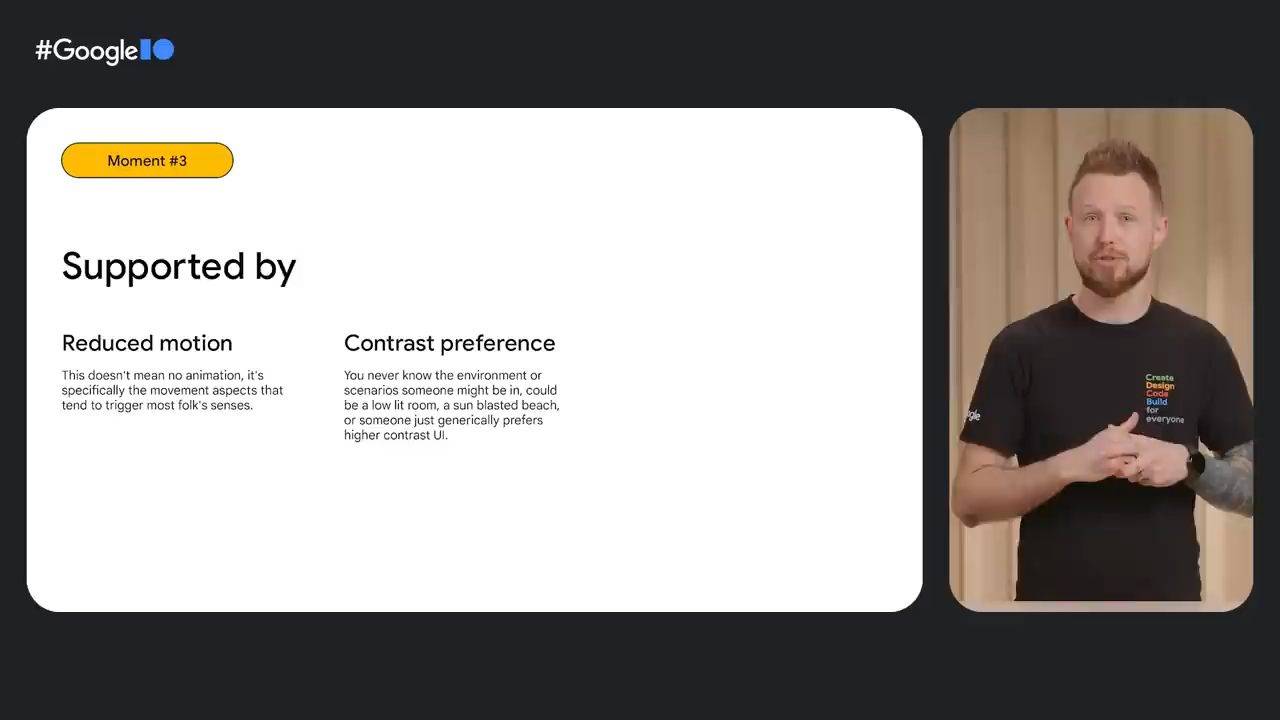 #Google
Moment #3
Supported by
Reduced motion
This doesn't mean no animation, it's
specifically the movement aspects that
tend to trigger most folk's senses.
Contrast preference
You never know the environment or
scenarios someone might be in, could
be a low lit room, a sun blasted beach,
or someone just generically prefers
higher contrast UI.
Create
Design
Code
Build
for
everyone